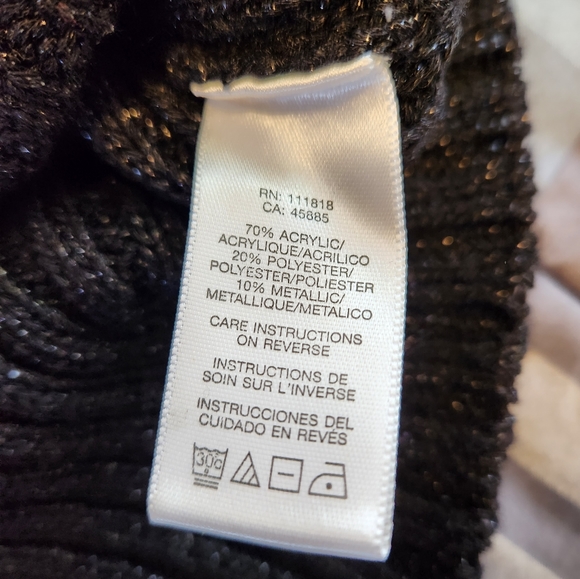 RN: 111818
CA: 45885
70% ACRYLIC/
ACRYLIQUE/ACRILICO
20% POLYESTER/
POLYESTER/POLIESTER
10% METALLIC/
METALLIQUE/METALICO
CARE INSTRUCTIONS
ON REVERSE
INSTRUCTIONS DE
SOIN SUR L'INVERSE
INSTRUCCIONES DEL
CUIDADO EN REVÉS
30c